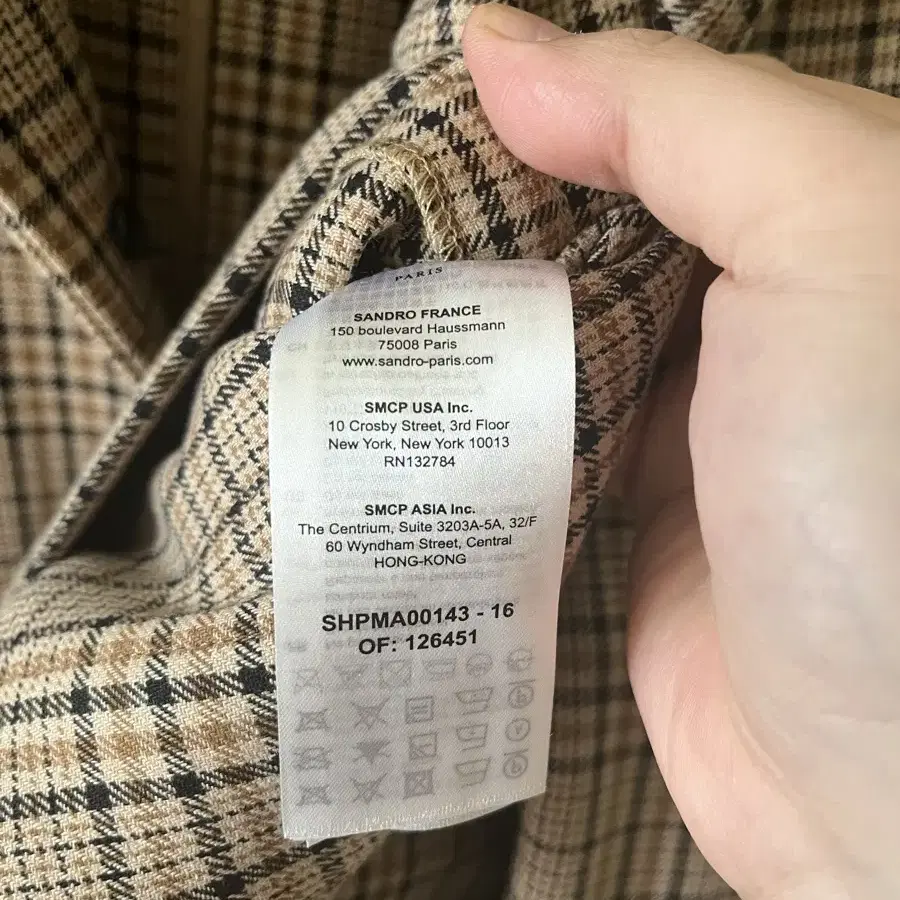 PARIS
SANDRO FRANCE
150 boulevard Haussmann
75008 Paris
www.sandro-paris.com
SMCP USA Inc.
10 Crosby Street, 3rd Floor
New York, New York 10013
RN132784
SMCP ASIA Inc.
The Centrium, Suite 3203A-5A, 32/F
60 Wyndham Street, Central
HONG-KONG
SHPMA00143 - 16
OF: 126451